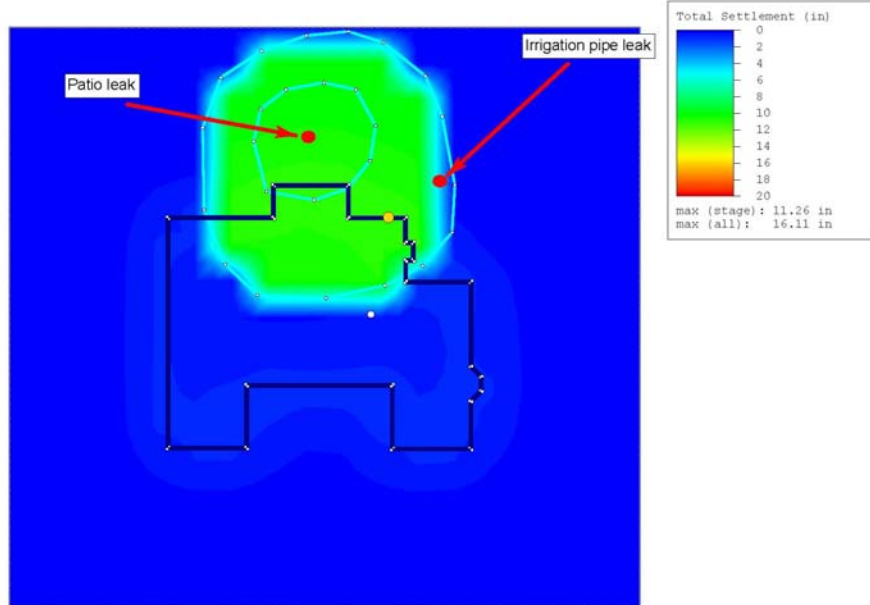 Patio leak
Irrigation pipe leak
Total Settlement (in)
0
2
4
6
8
10
12
14
16
18
20
max (stage): 11.26 in
max (all): 16.11 in